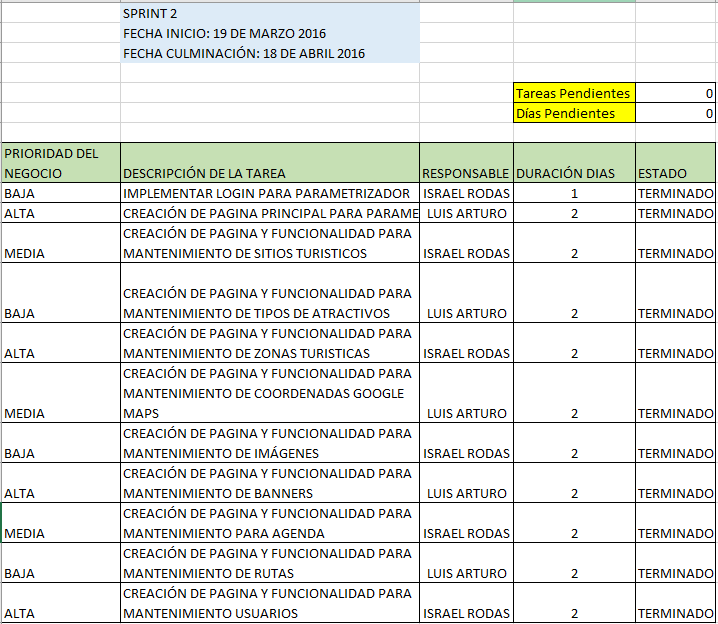 SPRINT 2
FECHA INICIO: 19 DE MARZO 2016
FECHA CULMINACIÓN: 18 DE ABRIL 2016
Tareas Pendientes 0
Días Pendientes 0
PRIORIDAD DEL
NEGOCIO DESCRIPCIÓN DE LA TAREA RESPONSABLE DURACIÓN DIAS ESTADO
BAJA IMPLEMENTAR LOGIN PARA PARAMETRIZADOR ISRAEL RODAS 1 TERMINADO
ALTA CREACIÓN DE PAGINA PRINCIPAL PARA PARAME LUIS ARTURO 2 TERMINADO
CREACIÓN DE PAGINA Y FUNCIONALIDAD PARA
MEDIA MANTENIMIENTO DE SITIOS TURISTICOS ISRAEL RODAS 2 TERMINADO
CREACIÓN DE PAGINA Y FUNCIONALIDAD PARA
BAJA MANTENIMIENTO DE TIPOS DE ATRACTIVOS LUIS ARTURO 2 TERMINADO
CREACIÓN DE PAGINA Y FUNCIONALIDAD PARA
ALTA MANTENIMIENTO DE ZONAS TURISTICAS ISRAEL RODAS 2 TERMINADO
CREACIÓN DE PAGINA Y FUNCIONALIDAD PARA
MANTENIMIENTO DE COORDENADAS GOOGLE
MEDIA MAPS LUIS ARTURO 2 TERMINADO
CREACIÓN DE PAGINA Y FUNCIONALIDAD PARA
BAJA MANTENIMIENTO DE IMÁGENES ISRAEL RODAS 2 TERMINADO
CREACIÓN DE PAGINA Y FUNCIONALIDAD PARA
ALTA MANTENIMIENTO DE BANNERS LUIS ARTURO 2 TERMINADO
CREACIÓN DE PAGINA Y FUNCIONALIDAD PARA
MEDIA MANTENIMIENTO PARA AGENDA ISRAEL RODAS 2 TERMINADO
CREACIÓN DE PAGINA Y FUNCIONALIDAD PARA
BAJA MANTENIMIENTO DE RUTAS LUIS ARTURO 2 TERMINADO
CREACIÓN DE PAGINA Y FUNCIONALIDAD PARA
ALTA MANTENIMIENTO USUARIOS ISRAEL RODAS 2 TERMINADO